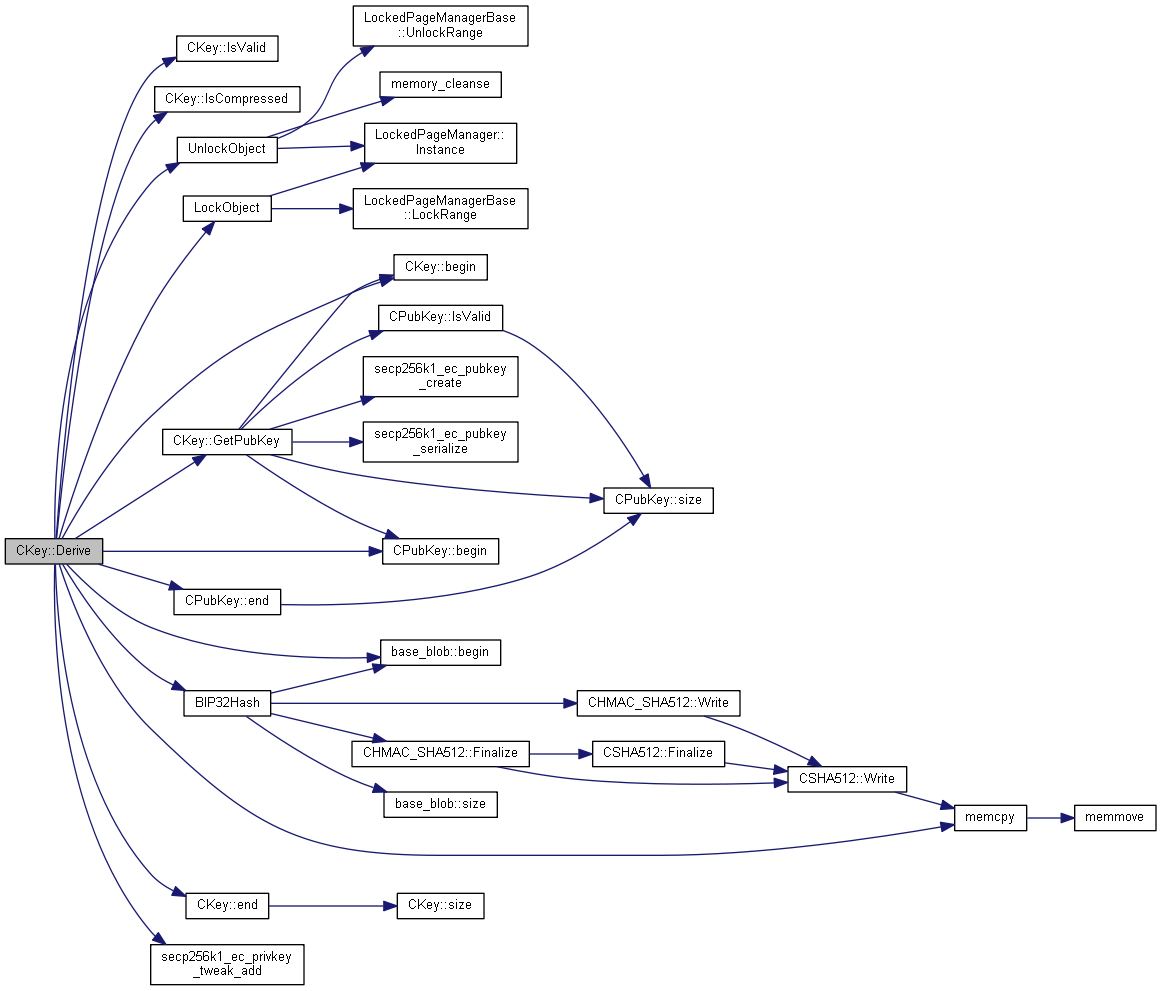 LockedPageManagerBase
::UnlockRange
CKey::IsValid
memory_cleanse
CKey::IsCompressed
LockedPageManager::
Instance
UnlockObject
LockObject
LockedPageManagerBase
::LockRange
CKey::begin
CPubKey::IsValid
secp256k1_ec_pubkey
_create
CKey::GetPubKey
secp256k1_ec_pubkey
_serialize
CPubKey::size
CKey::Derive
CPubKey::begin
CPubKey::end
base_blob::begin
BIP32Hash
CHMAC_SHA512::Write
CHMAC_SHA512::Finalize
CSHA512::Finalize
CSHA512::Write
base_blob::size
memcpy
memmove
CKey::end
CKey::size
secp256k1_ec_privkey
_tweak_add